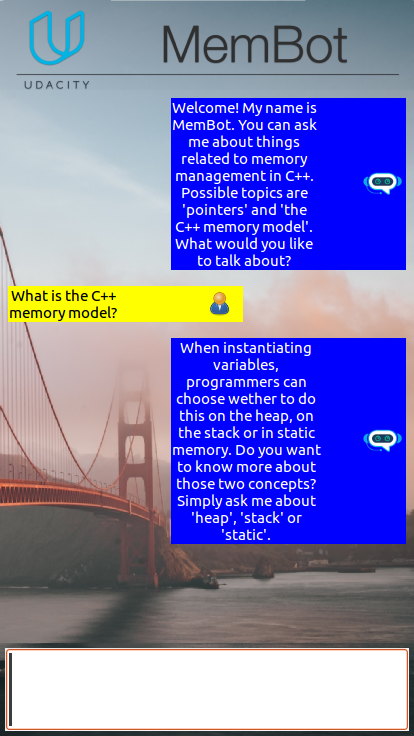 MemBot
UDACITY
Welcome! My name is
MemBot. You can ask
me about things
related to memory
management in C++.
Possible topics are
'pointers' and 'the
C++ memory model'.
What would you like
to talk about?
What is the C++
memory model?
When instantiating
variables,
programmers can
choose wether to do
this on the heap, on
the stack or in static
memory. Do you want
to know more about
those two concepts?
Simply ask me about
'heap', 'stack' or
'static'.